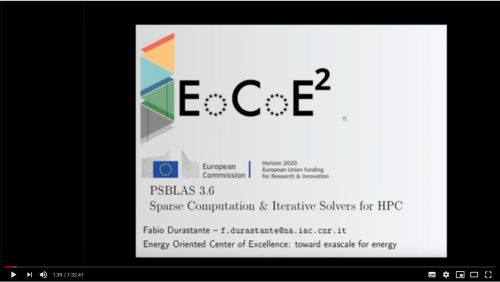 EoCoE²
European
Commission
Horizon 2020
European Union funding
for Research & Innovation
PSBLAS 3.6
Sparse Computation & Iterative Solvers for HPC
Fabio Durastante – f.durastante@na.iac.cnr.it
Energy Oriented Center of Excellence: toward exascale for energy
1:39 / 1:32:41